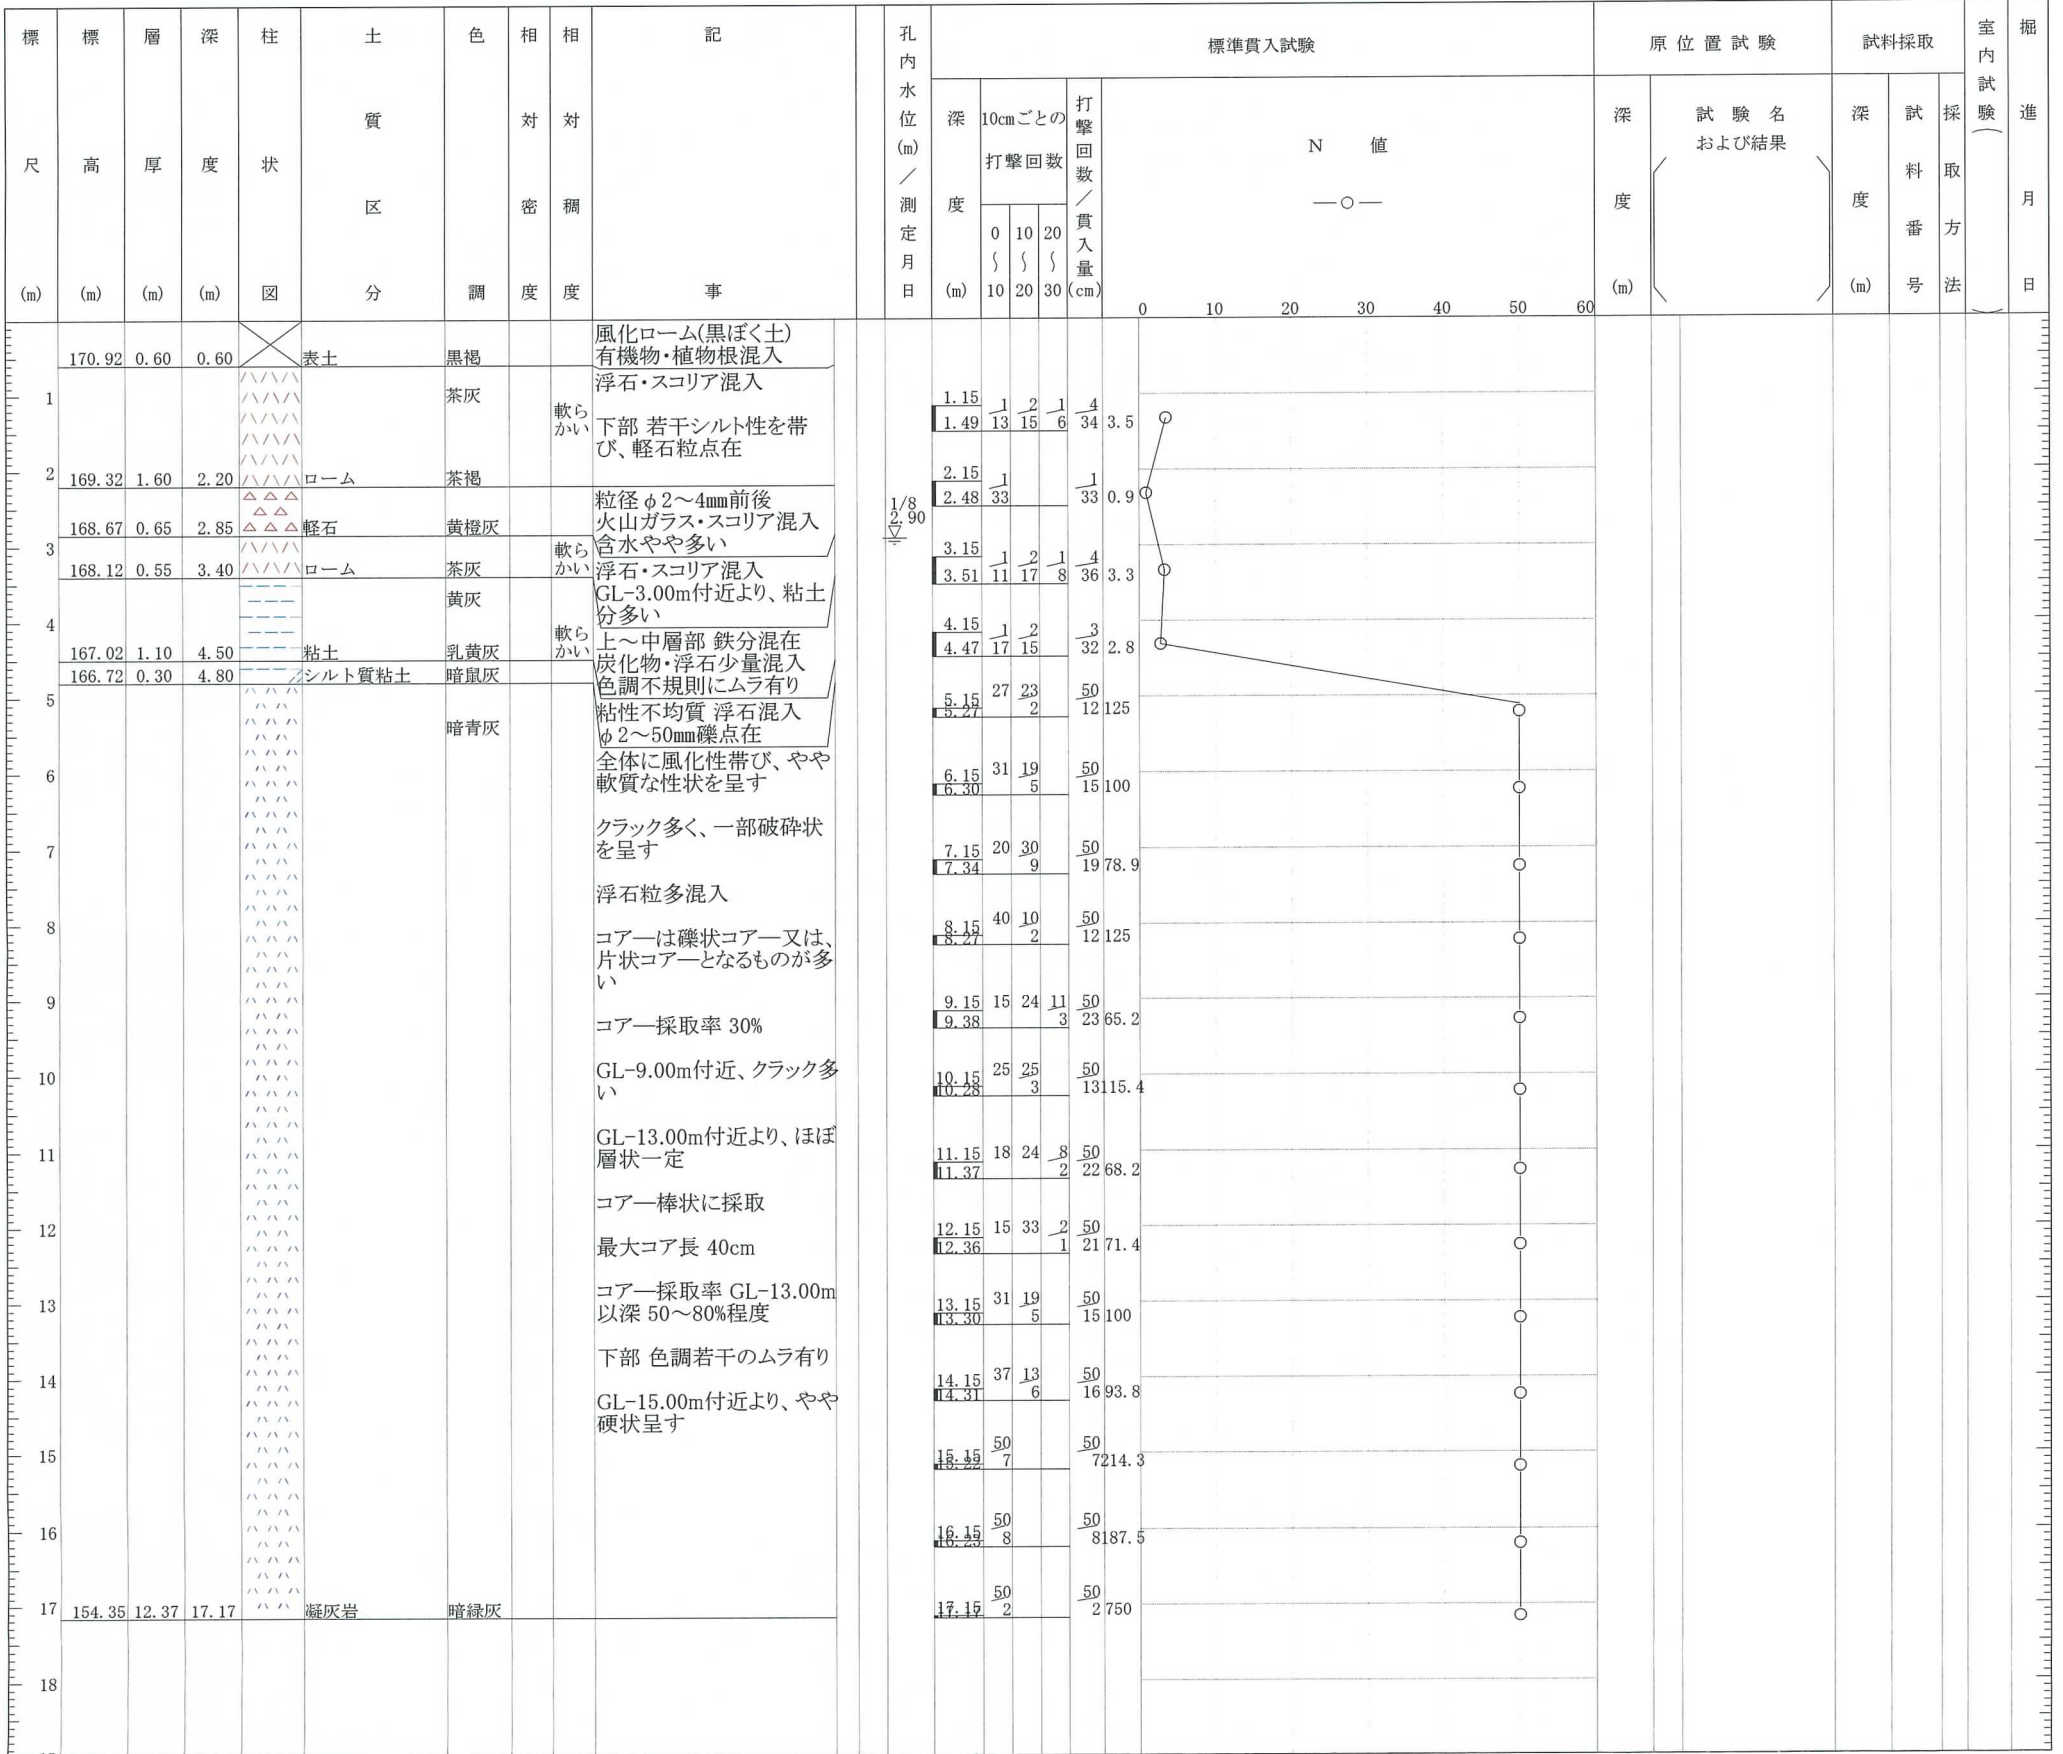 標尺(m)
標高(m)
層厚(m)
深度(m)
柱状図
土質区分
色調
相対密度
相対稠度
記事
孔内水位(m)／測定月日
標準貫入試験
深度(m)
10cmごとの
打撃回数
0〜10
10〜20
20〜30
打撃回数／貫入量(cm)
N 値
—○—
0 10 20 30 40 50 60
原位置試験
深度(m)
試験名
および結果
試料採取
深度(m)
試料番号
採取方法
室内試験( )
掘進月日
170.92 0.60 0.60 表土 黒褐
風化ローム(黒ぼく土)
有機物・植物根混入
茶灰
169.32 1.60 2.20 ローム 茶褐
軟ら
かい
浮石・スコリア混入
下部 若干シルト性を帯
び、軽石粒点在
168.67 0.65 2.85 軽石 黄橙灰
粒径φ2〜4mm前後
火山ガラス・スコリア混入
含水やや多い
168.12 0.55 3.40 ローム 茶灰
軟ら
かい
浮石・スコリア混入
GL-3.00m付近より、粘土
分多い
黄灰
167.02 1.10 4.50 粘土 乳黄灰
軟ら
かい
上〜中層部 鉄分混在
炭化物・浮石少量混入
色調不規則にムラ有り
166.72 0.30 4.80 シルト質粘土 暗鼠灰
粘性不均質 浮石混入
φ2〜50mm礫点在
暗青灰
全体に風化性帯び、やや
軟質な性状を呈す
クラック多く、一部破砕状
を呈す
浮石粒多混入
コアーは礫状コアー又は、
片状コアーとなるものが多
い
コアー採取率 30%
GL-9.00m付近、クラック多
い
GL-13.00m付近より、ほぼ
層状一定
コアー棒状に採取
最大コア長 40cm
コアー採取率 GL-13.00m
以深 50〜80%程度
下部 色調若干のムラ有り
GL-15.00m付近より、やや
硬状呈す
154.35 12.37 17.17 凝灰岩 暗緑灰
1
2
3
4
5
6
7
8
9
10
11
12
13
14
15
16
17
18
1/8
2.90
1.15 1 2 1 4
1.49 13 15 6 34 3.5
2.15 1 1
2.48 33 33 0.9
3.15 1 2 1 4
3.51 11 17 8 36 3.3
4.15 1 2 3
4.47 17 15 32 2.8
5.15 27 23 50
5.27 2 12 125
6.15 31 19 50
6.30 5 15 100
7.15 20 30 50
7.34 9 19 78.9
8.15 40 10 50
8.27 2 12 125
9.15 15 24 11 50
9.38 3 23 65.2
10.15 25 25 50
10.28 3 13 115.4
11.15 18 24 8 50
11.37 2 22 68.2
12.15 15 33 2 50
12.36 1 21 71.4
13.15 31 19 50
13.30 5 15 100
14.15 37 13 50
14.31 6 16 93.8
15.15 50 50
15.22 7 7 214.3
16.15 50 50
16.23 8 8 187.5
17.15 50 50
17.17 2 2 750